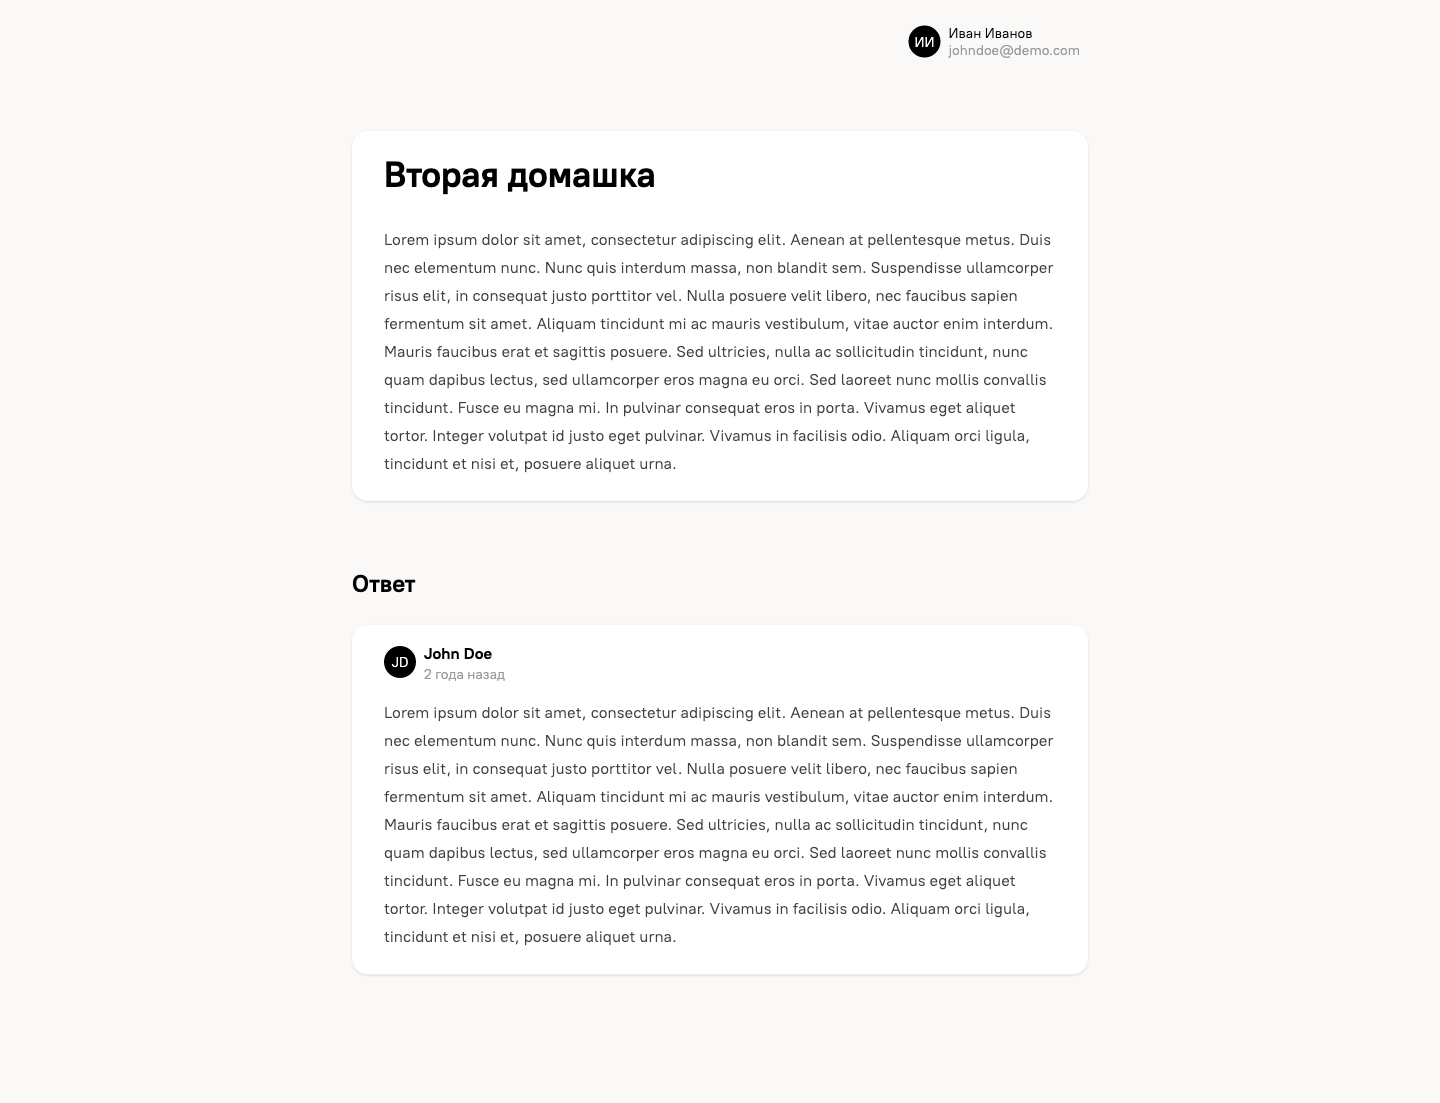 ИИ
Иван Иванов
johndoe@demo.com
Вторая домашка
Lorem ipsum dolor sit amet, consectetur adipiscing elit. Aenean at pellentesque metus. Duis
nec elementum nunc. Nunc quis interdum massa, non blandit sem. Suspendisse ullamcorper
risus elit, in consequat justo porttitor vel. Nulla posuere velit libero, nec faucibus sapien
fermentum sit amet. Aliquam tincidunt mi ac mauris vestibulum, vitae auctor enim interdum.
Mauris faucibus erat et sagittis posuere. Sed ultricies, nulla ac sollicitudin tincidunt, nunc
quam dapibus lectus, sed ullamcorper eros magna eu orci. Sed laoreet nunc mollis convallis
tincidunt. Fusce eu magna mi. In pulvinar consequat eros in porta. Vivamus eget aliquet
tortor. Integer volutpat id justo eget pulvinar. Vivamus in facilisis odio. Aliquam orci ligula,
tincidunt et nisi et, posuere aliquet urna.
Ответ
JD
John Doe
2 года назад
Lorem ipsum dolor sit amet, consectetur adipiscing elit. Aenean at pellentesque metus. Duis
nec elementum nunc. Nunc quis interdum massa, non blandit sem. Suspendisse ullamcorper
risus elit, in consequat justo porttitor vel. Nulla posuere velit libero, nec faucibus sapien
fermentum sit amet. Aliquam tincidunt mi ac mauris vestibulum, vitae auctor enim interdum.
Mauris faucibus erat et sagittis posuere. Sed ultricies, nulla ac sollicitudin tincidunt, nunc
quam dapibus lectus, sed ullamcorper eros magna eu orci. Sed laoreet nunc mollis convallis
tincidunt. Fusce eu magna mi. In pulvinar consequat eros in porta. Vivamus eget aliquet
tortor. Integer volutpat id justo eget pulvinar. Vivamus in facilisis odio. Aliquam orci ligula,
tincidunt et nisi et, posuere aliquet urna.